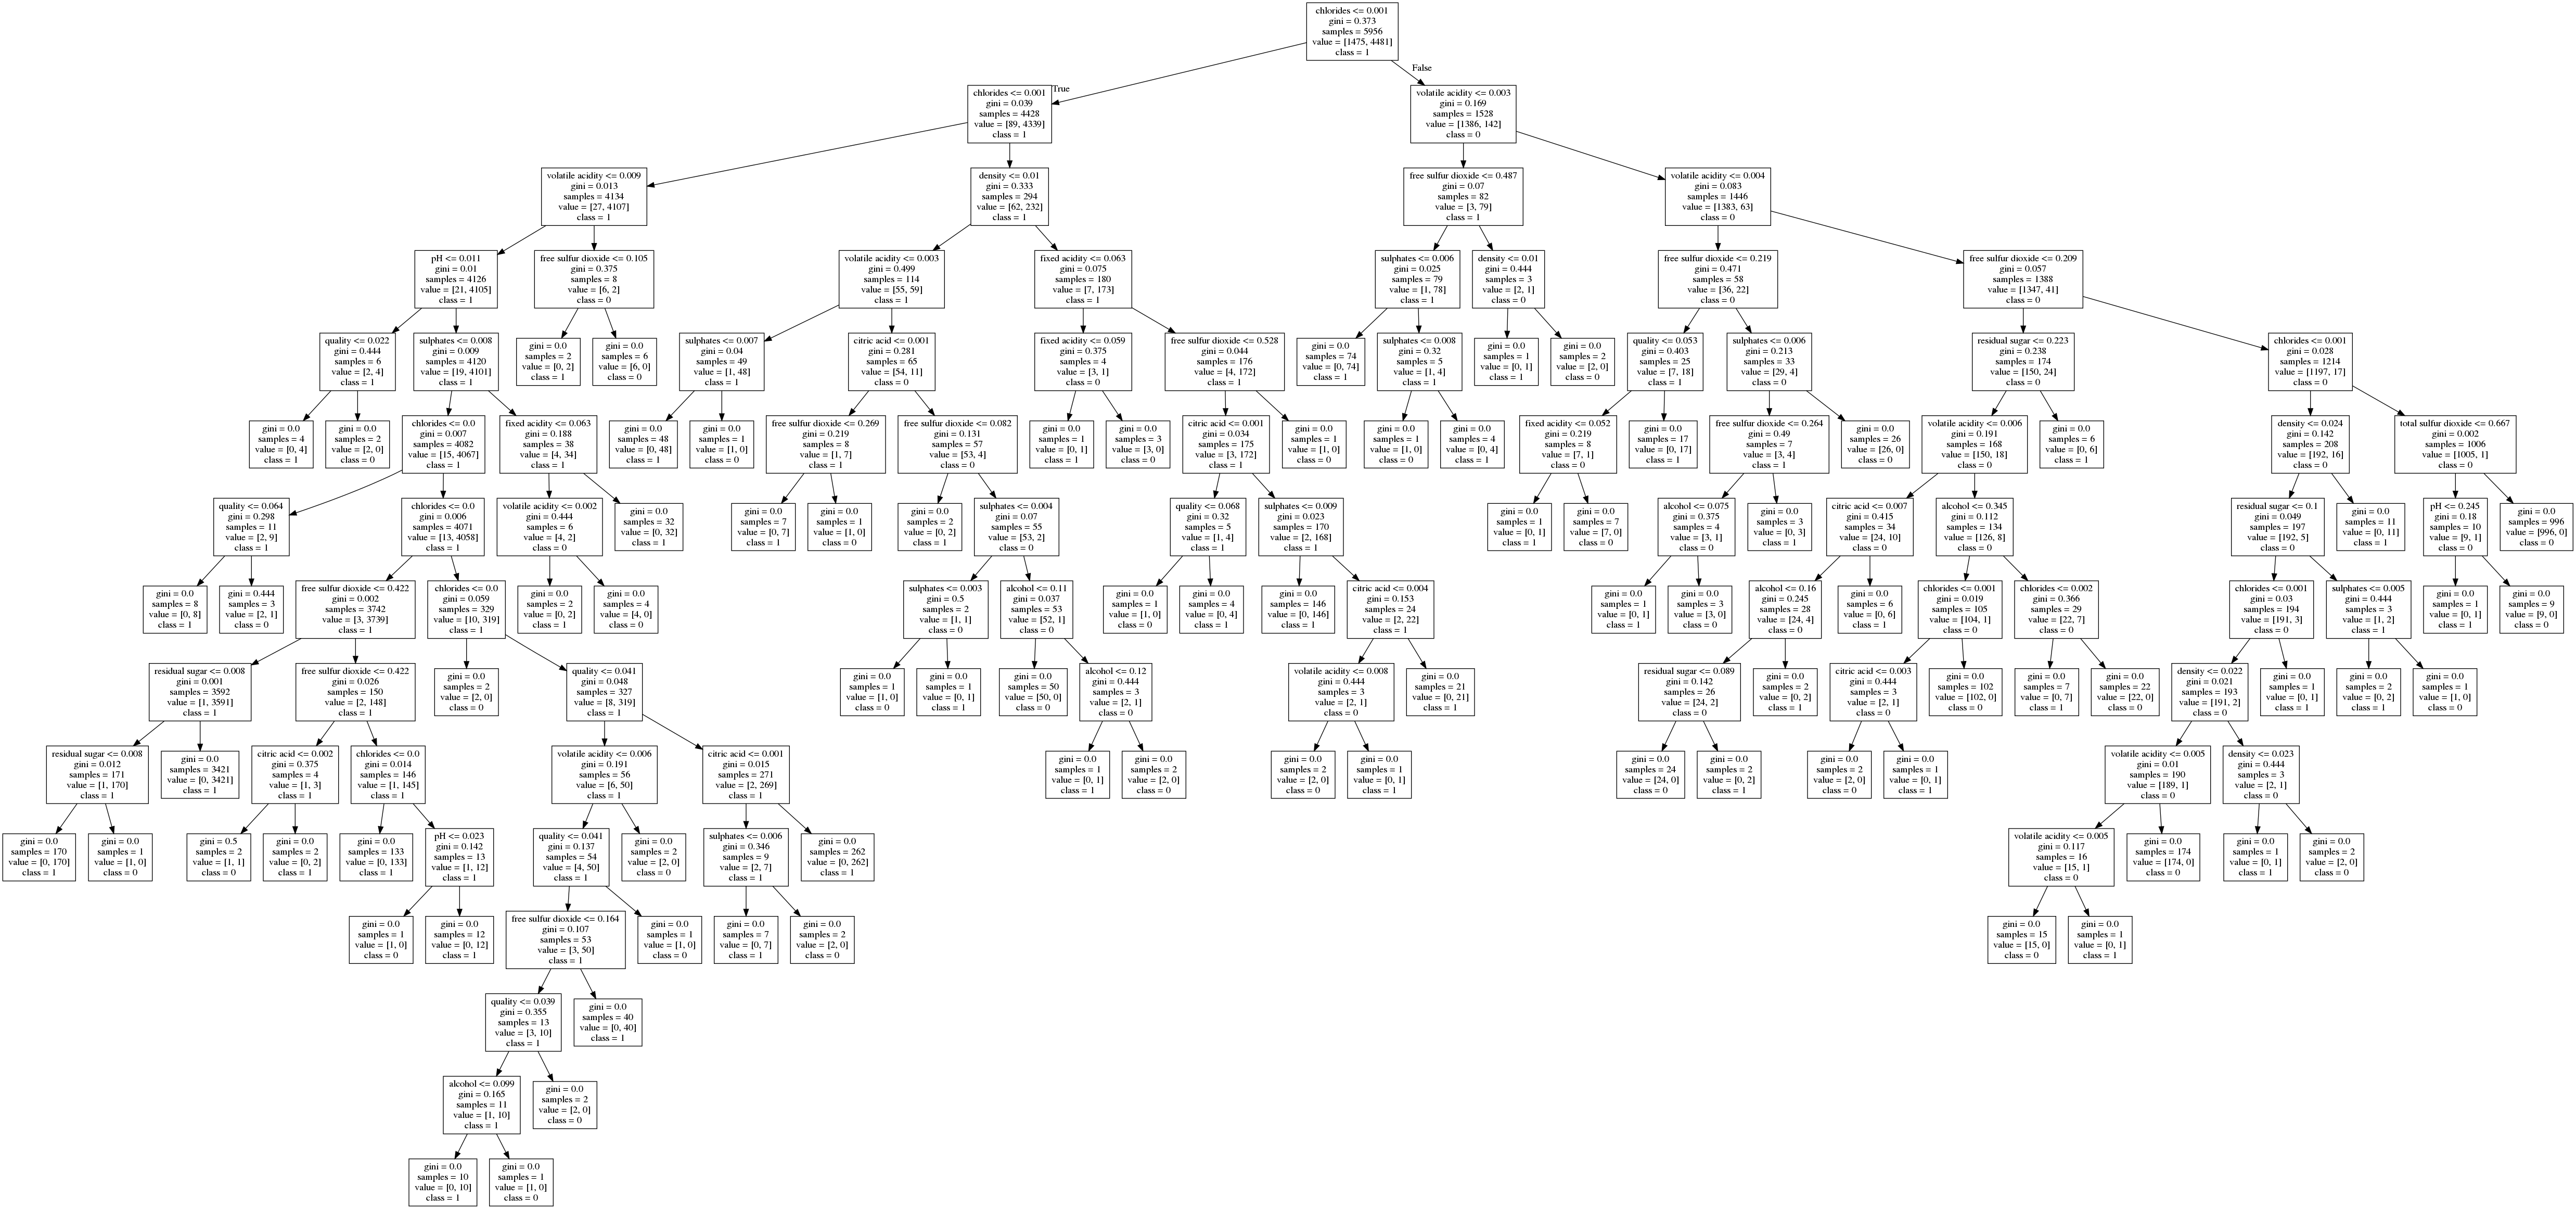 chlorides <= 0.001
gini = 0.373
samples = 5956
value = [1475, 4481]
class = 1
True
False
chlorides <= 0.001
gini = 0.039
samples = 4428
value = [89, 4339]
class = 1
volatile acidity <= 0.003
gini = 0.169
samples = 1528
value = [1386, 142]
class = 0
volatile acidity <= 0.009
gini = 0.013
samples = 4134
value = [27, 4107]
class = 1
density <= 0.01
gini = 0.333
samples = 294
value = [62, 232]
class = 1
free sulfur dioxide <= 0.487
gini = 0.07
samples = 82
value = [3, 79]
class = 1
volatile acidity <= 0.004
gini = 0.083
samples = 1446
value = [1383, 63]
class = 0
pH <= 0.011
gini = 0.01
samples = 4126
value = [21, 4105]
class = 1
free sulfur dioxide <= 0.105
gini = 0.375
samples = 8
value = [6, 2]
class = 0
volatile acidity <= 0.003
gini = 0.499
samples = 114
value = [55, 59]
class = 1
fixed acidity <= 0.063
gini = 0.075
samples = 180
value = [7, 173]
class = 1
sulphates <= 0.006
gini = 0.025
samples = 79
value = [1, 78]
class = 1
density <= 0.01
gini = 0.444
samples = 3
value = [2, 1]
class = 0
free sulfur dioxide <= 0.219
gini = 0.471
samples = 58
value = [36, 22]
class = 0
free sulfur dioxide <= 0.209
gini = 0.057
samples = 1388
value = [1347, 41]
class = 0
quality <= 0.022
gini = 0.444
samples = 6
value = [2, 4]
class = 1
sulphates <= 0.008
gini = 0.009
samples = 4120
value = [19, 4101]
class = 1
gini = 0.0
samples = 2
value = [0, 2]
class = 1
gini = 0.0
samples = 6
value = [6, 0]
class = 0
sulphates <= 0.007
gini = 0.04
samples = 49
value = [1, 48]
class = 1
citric acid <= 0.001
gini = 0.281
samples = 65
value = [54, 11]
class = 0
fixed acidity <= 0.059
gini = 0.375
samples = 4
value = [3, 1]
class = 0
free sulfur dioxide <= 0.528
gini = 0.044
samples = 176
value = [4, 172]
class = 1
gini = 0.0
samples = 74
value = [0, 74]
class = 1
sulphates <= 0.008
gini = 0.32
samples = 5
value = [1, 4]
class = 1
gini = 0.0
samples = 1
value = [0, 1]
class = 1
gini = 0.0
samples = 2
value = [2, 0]
class = 0
quality <= 0.053
gini = 0.403
samples = 25
value = [7, 18]
class = 1
sulphates <= 0.006
gini = 0.213
samples = 33
value = [29, 4]
class = 0
residual sugar <= 0.223
gini = 0.238
samples = 174
value = [150, 24]
class = 0
chlorides <= 0.001
gini = 0.028
samples = 1214
value = [1197, 17]
class = 0
gini = 0.0
samples = 4
value = [0, 4]
class = 1
gini = 0.0
samples = 2
value = [2, 0]
class = 0
chlorides <= 0.0
gini = 0.007
samples = 4082
value = [15, 4067]
class = 1
fixed acidity <= 0.063
gini = 0.188
samples = 38
value = [4, 34]
class = 1
gini = 0.0
samples = 48
value = [0, 48]
class = 1
gini = 0.0
samples = 1
value = [1, 0]
class = 0
free sulfur dioxide <= 0.269
gini = 0.219
samples = 8
value = [1, 7]
class = 1
free sulfur dioxide <= 0.082
gini = 0.131
samples = 57
value = [53, 4]
class = 0
gini = 0.0
samples = 1
value = [0, 1]
class = 1
gini = 0.0
samples = 3
value = [3, 0]
class = 0
citric acid <= 0.001
gini = 0.034
samples = 175
value = [3, 172]
class = 1
gini = 0.0
samples = 1
value = [1, 0]
class = 0
gini = 0.0
samples = 1
value = [1, 0]
class = 0
gini = 0.0
samples = 4
value = [0, 4]
class = 1
fixed acidity <= 0.052
gini = 0.219
samples = 8
value = [7, 1]
class = 0
gini = 0.0
samples = 17
value = [0, 17]
class = 1
free sulfur dioxide <= 0.264
gini = 0.49
samples = 7
value = [3, 4]
class = 1
gini = 0.0
samples = 26
value = [26, 0]
class = 0
volatile acidity <= 0.006
gini = 0.191
samples = 168
value = [150, 18]
class = 0
gini = 0.0
samples = 6
value = [0, 6]
class = 1
density <= 0.024
gini = 0.142
samples = 208
value = [192, 16]
class = 0
total sulfur dioxide <= 0.667
gini = 0.002
samples = 1006
value = [1005, 1]
class = 0
quality <= 0.064
gini = 0.298
samples = 11
value = [2, 9]
class = 1
chlorides <= 0.0
gini = 0.006
samples = 4071
value = [13, 4058]
class = 1
volatile acidity <= 0.002
gini = 0.444
samples = 6
value = [4, 2]
class = 0
gini = 0.0
samples = 32
value = [0, 32]
class = 1
gini = 0.0
samples = 7
value = [0, 7]
class = 1
gini = 0.0
samples = 1
value = [1, 0]
class = 0
gini = 0.0
samples = 2
value = [0, 2]
class = 1
sulphates <= 0.004
gini = 0.07
samples = 55
value = [53, 2]
class = 0
quality <= 0.068
gini = 0.32
samples = 5
value = [1, 4]
class = 1
sulphates <= 0.009
gini = 0.023
samples = 170
value = [2, 168]
class = 1
gini = 0.0
samples = 1
value = [0, 1]
class = 1
gini = 0.0
samples = 7
value = [7, 0]
class = 0
alcohol <= 0.075
gini = 0.375
samples = 4
value = [3, 1]
class = 0
gini = 0.0
samples = 3
value = [0, 3]
class = 1
citric acid <= 0.007
gini = 0.415
samples = 34
value = [24, 10]
class = 0
alcohol <= 0.345
gini = 0.112
samples = 134
value = [126, 8]
class = 0
residual sugar <= 0.1
gini = 0.049
samples = 197
value = [192, 5]
class = 0
gini = 0.0
samples = 11
value = [0, 11]
class = 1
pH <= 0.245
gini = 0.18
samples = 10
value = [9, 1]
class = 0
gini = 0.0
samples = 996
value = [996, 0]
class = 0
gini = 0.0
samples = 8
value = [0, 8]
class = 1
gini = 0.444
samples = 3
value = [2, 1]
class = 0
free sulfur dioxide <= 0.422
gini = 0.002
samples = 3742
value = [3, 3739]
class = 1
chlorides <= 0.0
gini = 0.059
samples = 329
value = [10, 319]
class = 1
gini = 0.0
samples = 2
value = [0, 2]
class = 1
gini = 0.0
samples = 4
value = [4, 0]
class = 0
sulphates <= 0.003
gini = 0.5
samples = 2
value = [1, 1]
class = 0
alcohol <= 0.11
gini = 0.037
samples = 53
value = [52, 1]
class = 0
gini = 0.0
samples = 1
value = [1, 0]
class = 0
gini = 0.0
samples = 4
value = [0, 4]
class = 1
gini = 0.0
samples = 146
value = [0, 146]
class = 1
citric acid <= 0.004
gini = 0.153
samples = 24
value = [2, 22]
class = 1
gini = 0.0
samples = 1
value = [0, 1]
class = 1
gini = 0.0
samples = 3
value = [3, 0]
class = 0
alcohol <= 0.16
gini = 0.245
samples = 28
value = [24, 4]
class = 0
gini = 0.0
samples = 6
value = [0, 6]
class = 1
chlorides <= 0.001
gini = 0.019
samples = 105
value = [104, 1]
class = 0
chlorides <= 0.002
gini = 0.366
samples = 29
value = [22, 7]
class = 0
chlorides <= 0.001
gini = 0.03
samples = 194
value = [191, 3]
class = 0
sulphates <= 0.005
gini = 0.444
samples = 3
value = [1, 2]
class = 1
gini = 0.0
samples = 1
value = [0, 1]
class = 1
gini = 0.0
samples = 9
value = [9, 0]
class = 0
residual sugar <= 0.008
gini = 0.001
samples = 3592
value = [1, 3591]
class = 1
free sulfur dioxide <= 0.422
gini = 0.026
samples = 150
value = [2, 148]
class = 1
gini = 0.0
samples = 2
value = [2, 0]
class = 0
quality <= 0.041
gini = 0.048
samples = 327
value = [8, 319]
class = 1
gini = 0.0
samples = 1
value = [1, 0]
class = 0
gini = 0.0
samples = 1
value = [0, 1]
class = 1
gini = 0.0
samples = 50
value = [50, 0]
class = 0
alcohol <= 0.12
gini = 0.444
samples = 3
value = [2, 1]
class = 0
volatile acidity <= 0.008
gini = 0.444
samples = 3
value = [2, 1]
class = 0
gini = 0.0
samples = 21
value = [0, 21]
class = 1
residual sugar <= 0.089
gini = 0.142
samples = 26
value = [24, 2]
class = 0
gini = 0.0
samples = 2
value = [0, 2]
class = 1
citric acid <= 0.003
gini = 0.444
samples = 3
value = [2, 1]
class = 0
gini = 0.0
samples = 102
value = [102, 0]
class = 0
gini = 0.0
samples = 7
value = [0, 7]
class = 1
gini = 0.0
samples = 22
value = [22, 0]
class = 0
density <= 0.022
gini = 0.021
samples = 193
value = [191, 2]
class = 0
gini = 0.0
samples = 1
value = [0, 1]
class = 1
gini = 0.0
samples = 2
value = [0, 2]
class = 1
gini = 0.0
samples = 1
value = [1, 0]
class = 0
residual sugar <= 0.008
gini = 0.012
samples = 171
value = [1, 170]
class = 1
gini = 0.0
samples = 3421
value = [0, 3421]
class = 1
citric acid <= 0.002
gini = 0.375
samples = 4
value = [1, 3]
class = 1
chlorides <= 0.0
gini = 0.014
samples = 146
value = [1, 145]
class = 1
volatile acidity <= 0.006
gini = 0.191
samples = 56
value = [6, 50]
class = 1
citric acid <= 0.001
gini = 0.015
samples = 271
value = [2, 269]
class = 1
gini = 0.0
samples = 1
value = [0, 1]
class = 1
gini = 0.0
samples = 2
value = [2, 0]
class = 0
gini = 0.0
samples = 2
value = [2, 0]
class = 0
gini = 0.0
samples = 1
value = [0, 1]
class = 1
gini = 0.0
samples = 24
value = [24, 0]
class = 0
gini = 0.0
samples = 2
value = [0, 2]
class = 1
gini = 0.0
samples = 2
value = [2, 0]
class = 0
gini = 0.0
samples = 1
value = [0, 1]
class = 1
volatile acidity <= 0.005
gini = 0.01
samples = 190
value = [189, 1]
class = 0
density <= 0.023
gini = 0.444
samples = 3
value = [2, 1]
class = 0
gini = 0.0
samples = 170
value = [0, 170]
class = 1
gini = 0.0
samples = 1
value = [1, 0]
class = 0
gini = 0.5
samples = 2
value = [1, 1]
class = 0
gini = 0.0
samples = 2
value = [0, 2]
class = 1
gini = 0.0
samples = 133
value = [0, 133]
class = 1
pH <= 0.023
gini = 0.142
samples = 13
value = [1, 12]
class = 1
quality <= 0.041
gini = 0.137
samples = 54
value = [4, 50]
class = 1
gini = 0.0
samples = 2
value = [2, 0]
class = 0
sulphates <= 0.006
gini = 0.346
samples = 9
value = [2, 7]
class = 1
gini = 0.0
samples = 262
value = [0, 262]
class = 1
volatile acidity <= 0.005
gini = 0.117
samples = 16
value = [15, 1]
class = 0
gini = 0.0
samples = 174
value = [174, 0]
class = 0
gini = 0.0
samples = 1
value = [0, 1]
class = 1
gini = 0.0
samples = 2
value = [2, 0]
class = 0
gini = 0.0
samples = 1
value = [1, 0]
class = 0
gini = 0.0
samples = 12
value = [0, 12]
class = 1
free sulfur dioxide <= 0.164
gini = 0.107
samples = 53
value = [3, 50]
class = 1
gini = 0.0
samples = 1
value = [1, 0]
class = 0
gini = 0.0
samples = 7
value = [0, 7]
class = 1
gini = 0.0
samples = 2
value = [2, 0]
class = 0
gini = 0.0
samples = 15
value = [15, 0]
class = 0
gini = 0.0
samples = 1
value = [0, 1]
class = 1
quality <= 0.039
gini = 0.355
samples = 13
value = [3, 10]
class = 1
gini = 0.0
samples = 40
value = [0, 40]
class = 1
alcohol <= 0.099
gini = 0.165
samples = 11
value = [1, 10]
class = 1
gini = 0.0
samples = 2
value = [2, 0]
class = 0
gini = 0.0
samples = 10
value = [0, 10]
class = 1
gini = 0.0
samples = 1
value = [1, 0]
class = 0